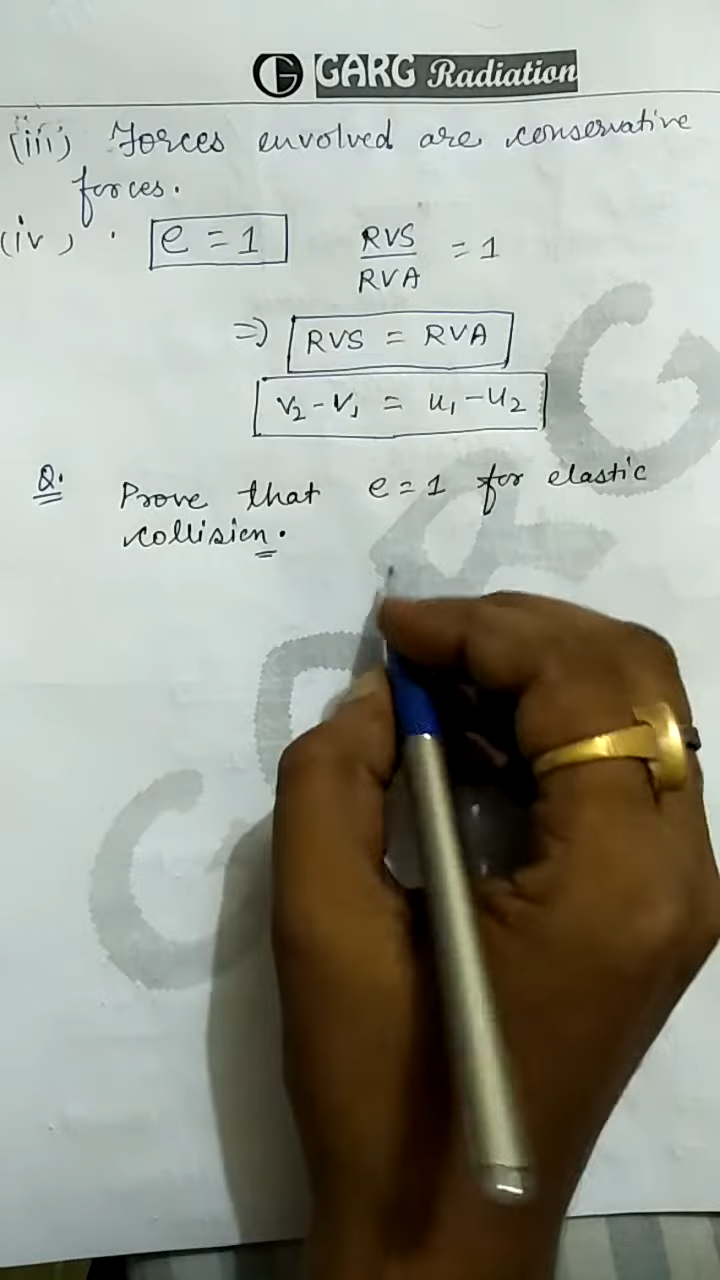 G GARG Radiation
(iii) Forces envolved are conservative
forces.
(iv) . e = 1 RVS/RVA = 1
=) RVS = RVA
V₂ - V₁ = u₁ - u₂
Q. Prove that e = 1 for elastic
collision.